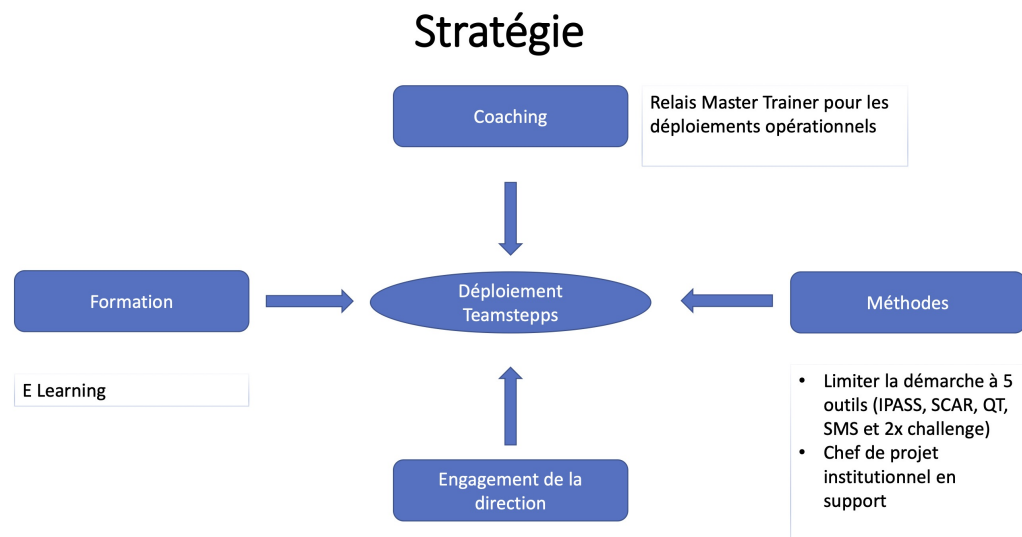 Stratégie
Coaching
Relais Master Trainer pour les
déploiements opérationnels
Formation
Déploiement
Teamstepps
Méthodes
E Learning
• Limiter la démarche à 5
outils (IPASS, SCAR, QT,
SMS et 2x challenge)
• Chef de projet
institutionnel en
support
Engagement de la
direction